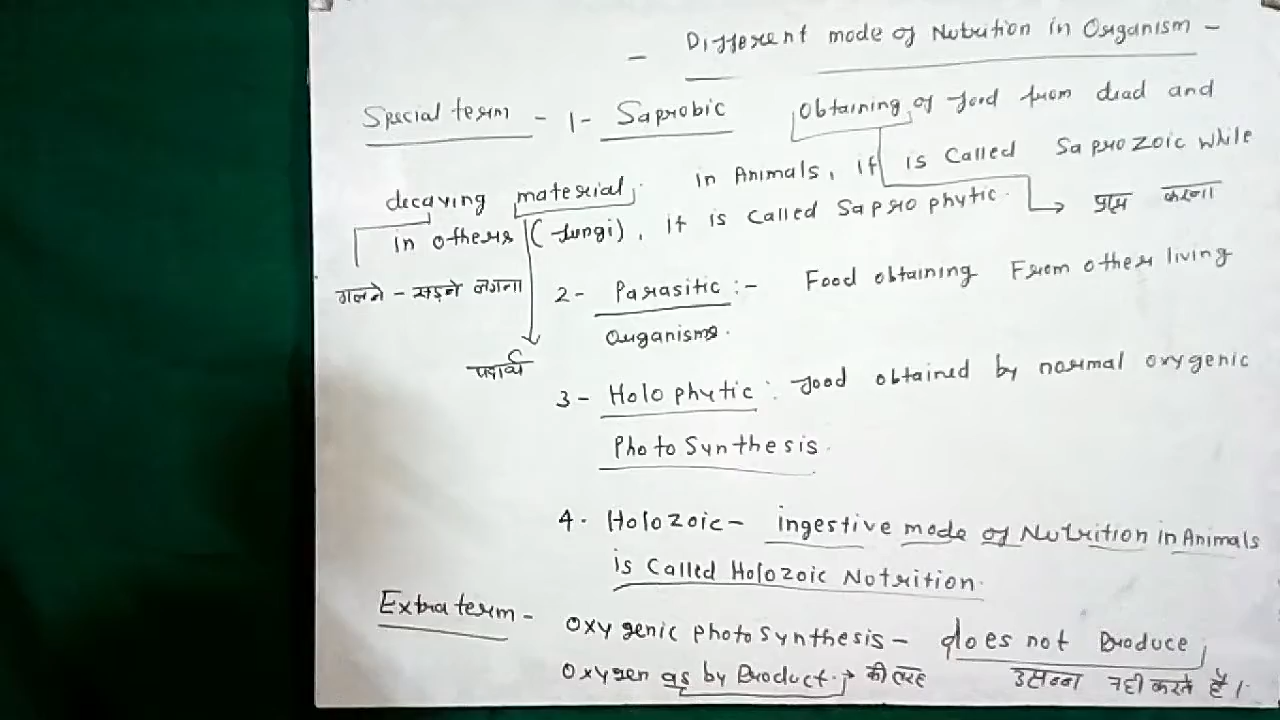 - Different mode of Nutrition in Organism -
Special term - 1- Saprobic Obtaining of food from dead and
decaying material. in Animals, it is called Saprozoic while
in others (fungi), it is called Saprophytic. → प्राप्त करना
गलने - सड़ने लगना
पदार्थ
2- Parasitic :- Food obtaining From other living
Organisms.
3- Holophytic : food obtained by normal oxygenic
Photo Synthesis.
4. Holozoic - ingestive mode of Nutrition in Animals
is called Holozoic Notrition.
Extra term - Oxygenic photosynthesis - does not Produce
Oxygen as by Product. → की तरह उत्पन्न नही करते है ।